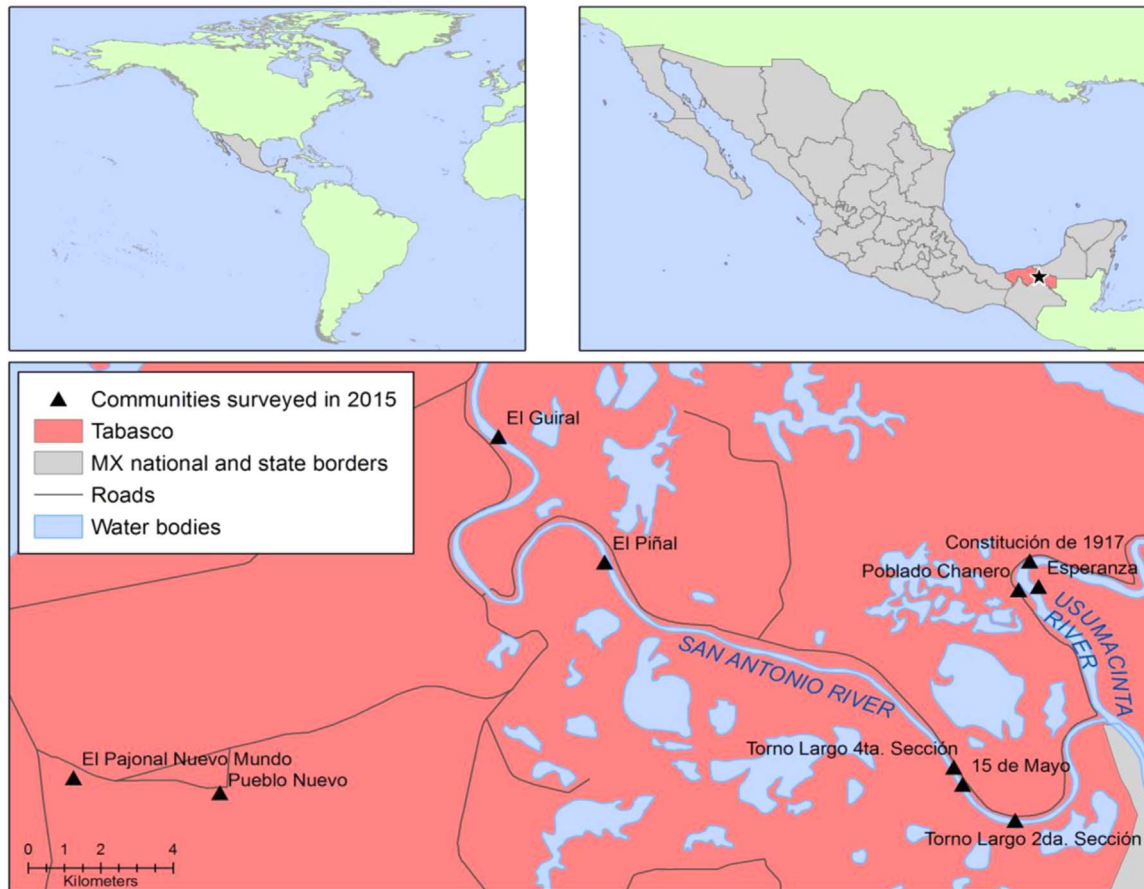 Communities surveyed in 2015
Tabasco
MX national and state borders
Roads
Water bodies
El Guiral
El Piñal
Constitución de 1917
Poblado Chanero
Esperanza
USUMACINTA
RIVER
SAN ANTONIO RIVER
El Pajonal Nuevo Mundo
Pueblo Nuevo
Torno Largo 4ta. Sección
15 de Mayo
Torno Largo 2da. Sección
0 1 2 4
Kilometers